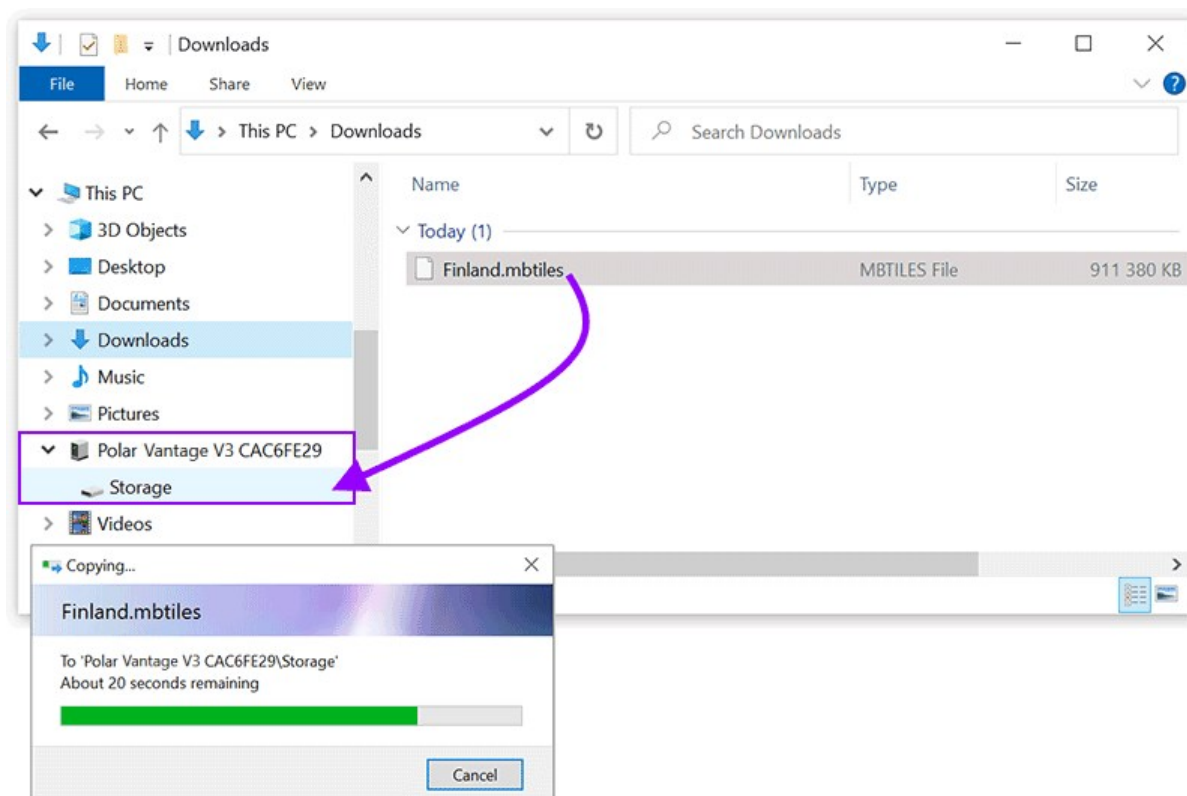 Downloads
File Home Share View
This PC > Downloads
Search Downloads
Name Type Size
This PC
3D Objects
Desktop
Documents
Downloads
Music
Pictures
Polar Vantage V3 CAC6FE29
Storage
Videos
Today (1)
Finland.mbtiles MBTILES File 911 380 KB
Copying...
Finland.mbtiles
To 'Polar Vantage V3 CAC6FE29\Storage'
About 20 seconds remaining
Cancel